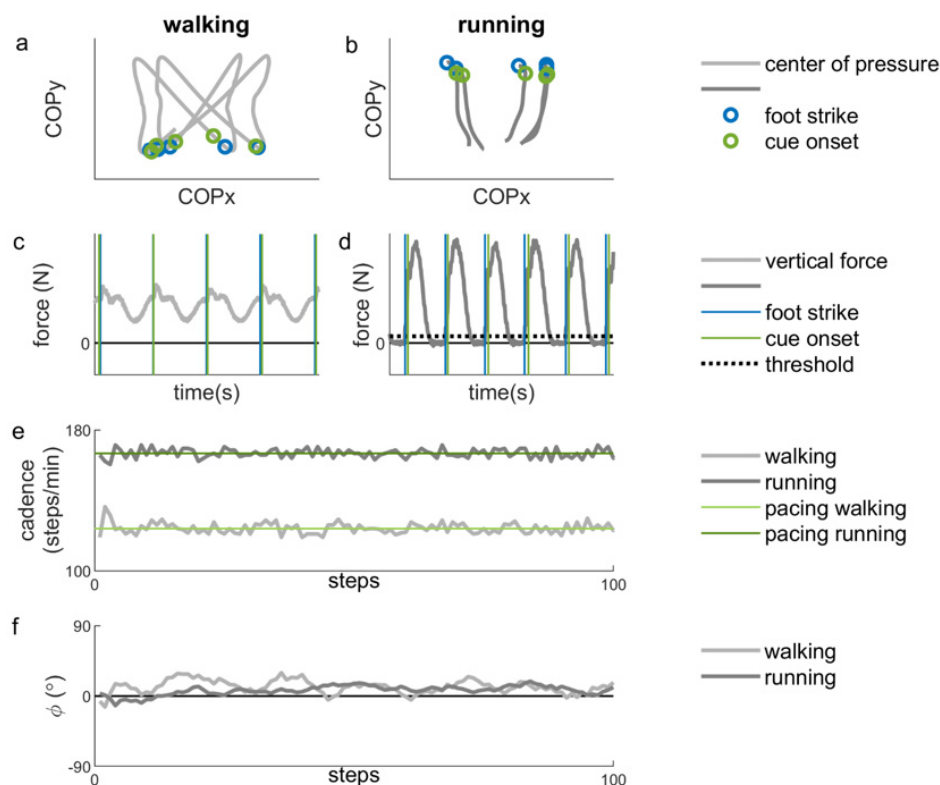 walking
running
a
b
COPy
COPx
COPy
COPx
center of pressure
foot strike
cue onset
c
d
force (N)
0
time(s)
force (N)
0
time(s)
vertical force
foot strike
cue onset
threshold
e
cadence
(steps/min)
180
100
0
steps
100
walking
running
pacing walking
pacing running
f
ϕ (°)
90
0
-90
0
steps
100
walking
running